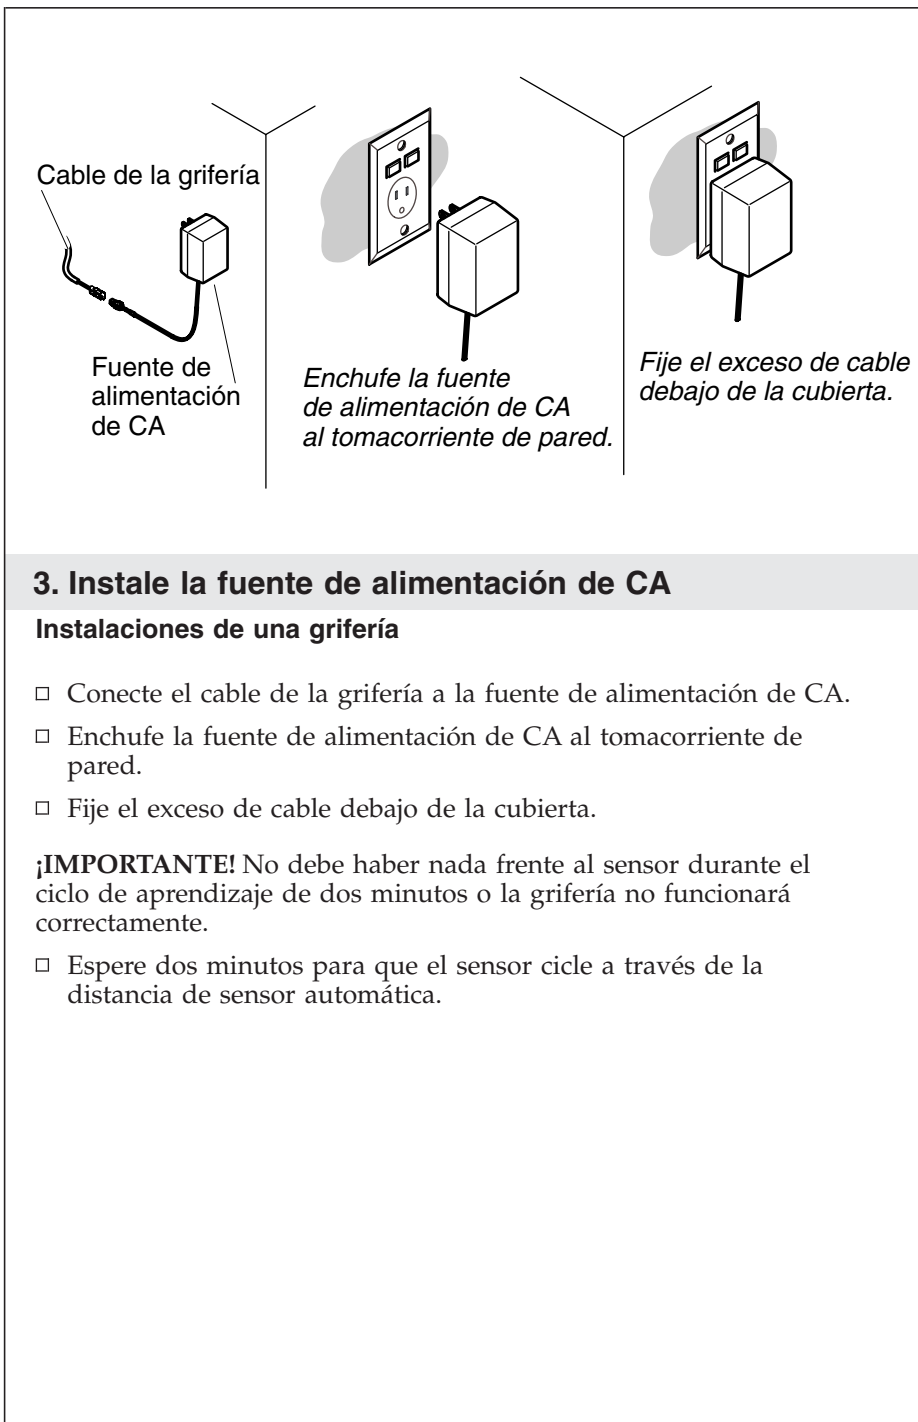 Cable de la grifería
Fuente de
alimentación
de CA
Enchufe la fuente
de alimentación de CA
al tomacorriente de pared.
Fije el exceso de cable
debajo de la cubierta.
3. Instale la fuente de alimentación de CA
Instalaciones de una grifería
Conecte el cable de la grifería a la fuente de alimentación de CA.
Enchufe la fuente de alimentación de CA al tomacorriente de
pared.
Fije el exceso de cable debajo de la cubierta.
¡IMPORTANTE! No debe haber nada frente al sensor durante el
ciclo de aprendizaje de dos minutos o la grifería no funcionará
correctamente.
Espere dos minutos para que el sensor cicle a través de la
distancia de sensor automática.